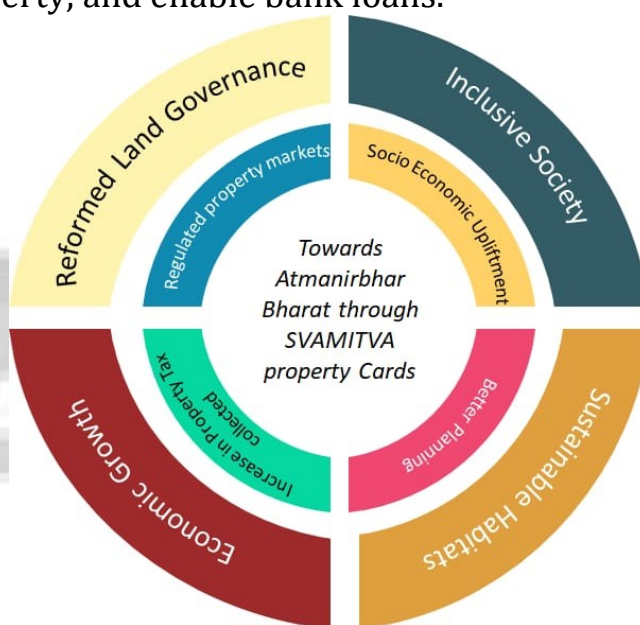 erty, and enable bank loans.
Reformed Land Governance
Inclusive Society
Regulated property markets
Socio Economic Upliftment
Towards
Atmanirbhar
Bharat through
SVAMITVA
property Cards
Increase in Property Tax
collected
Better Planning
Economic Growth
Sustainable Habitats